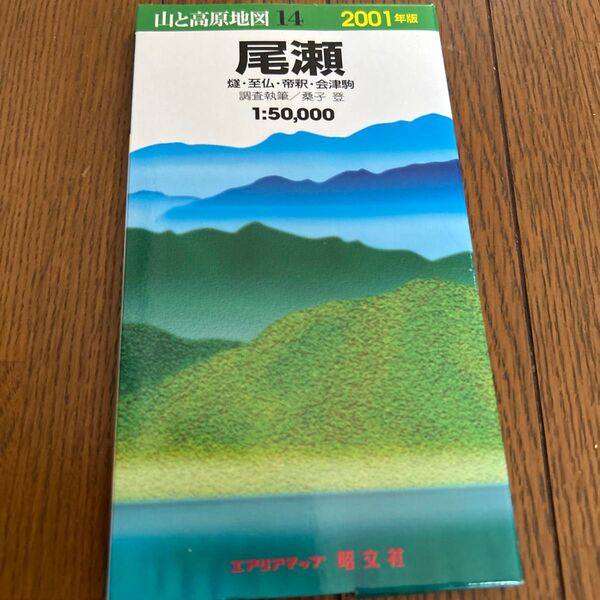 山と高原地図 14 2001年版
尾瀬
燧・至仏・帝釈・会津駒
調査執筆／桑子 登
1:50,000
エアリアマップ 昭文社